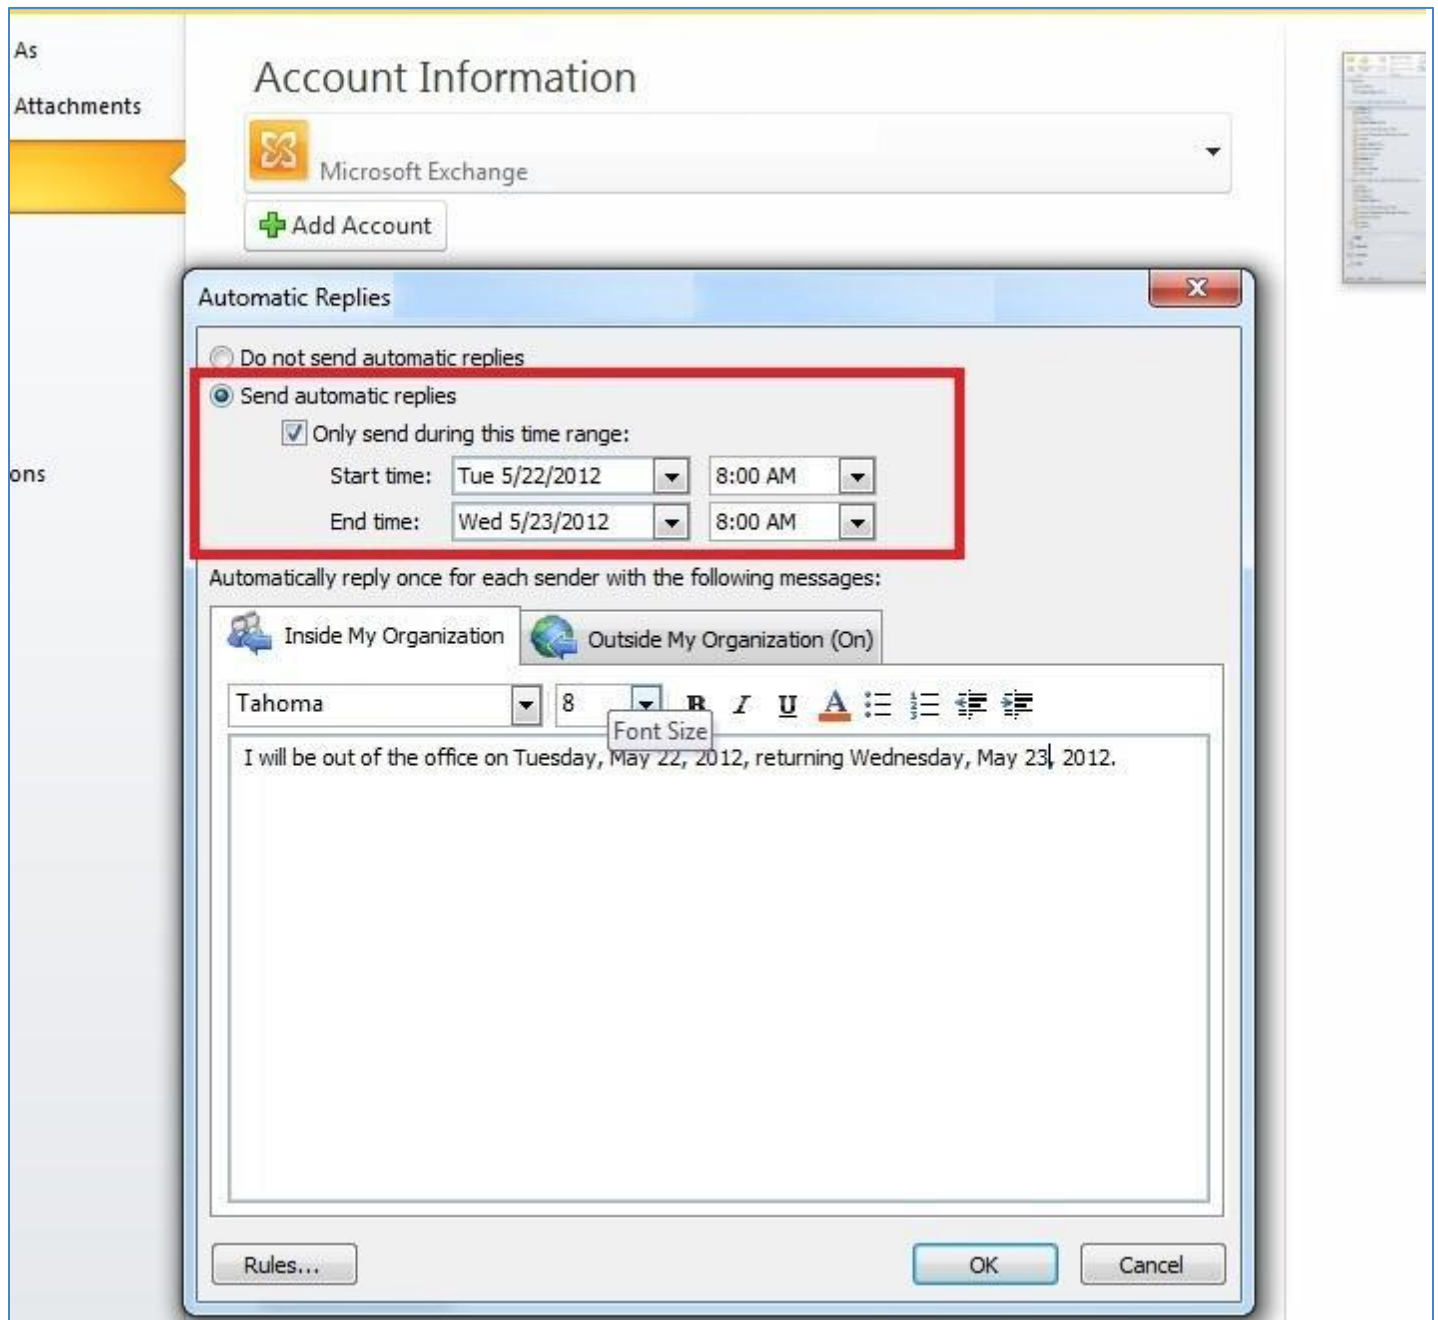 As
Attachments
ons
Account Information
Microsoft Exchange
Add Account
Automatic Replies
Do not send automatic replies
Send automatic replies
Only send during this time range:
Start time: Tue 5/22/2012 8:00 AM
End time: Wed 5/23/2012 8:00 AM
Automatically reply once for each sender with the following messages:
Inside My Organization Outside My Organization (On)
Tahoma 8 B I U A
Font Size
I will be out of the office on Tuesday, May 22, 2012, returning Wednesday, May 23, 2012.
Rules... OK Cancel